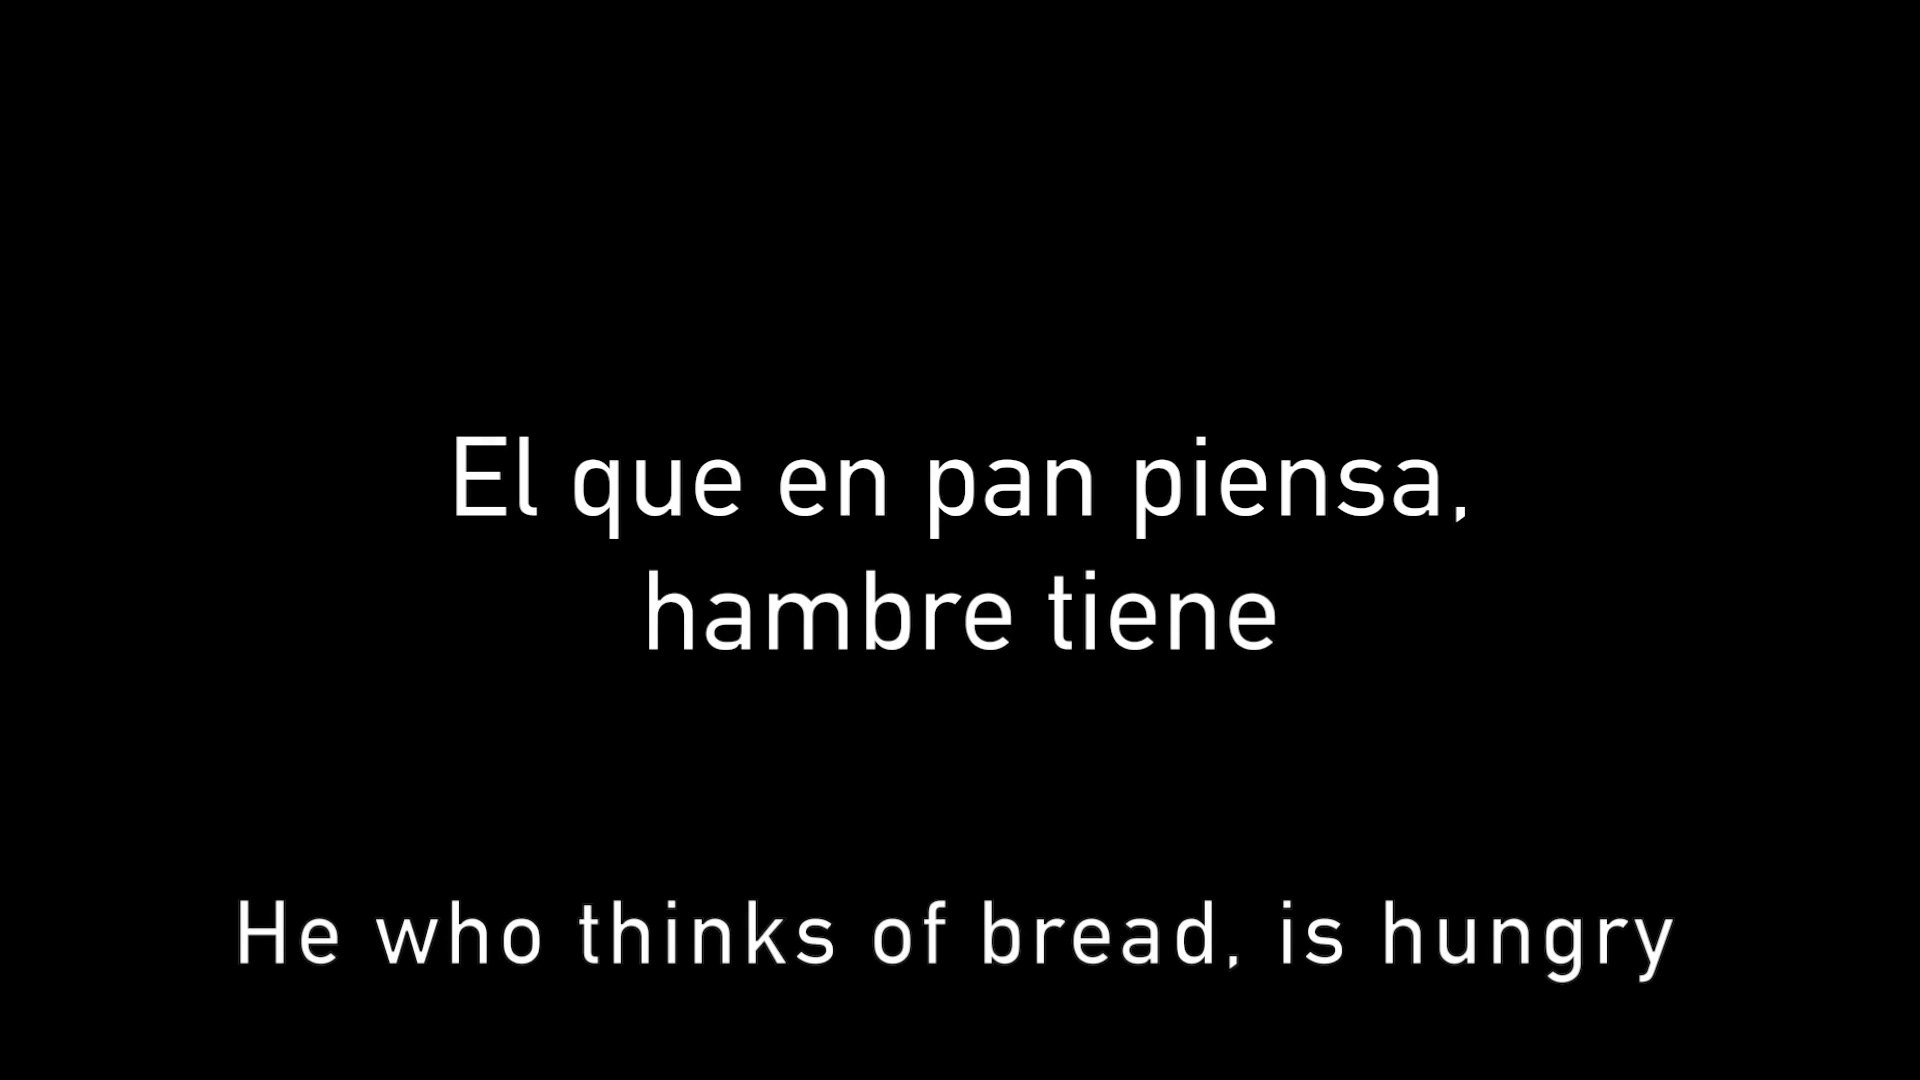 El que en pan piensa,
hambre tiene
He who thinks of bread, is hungry